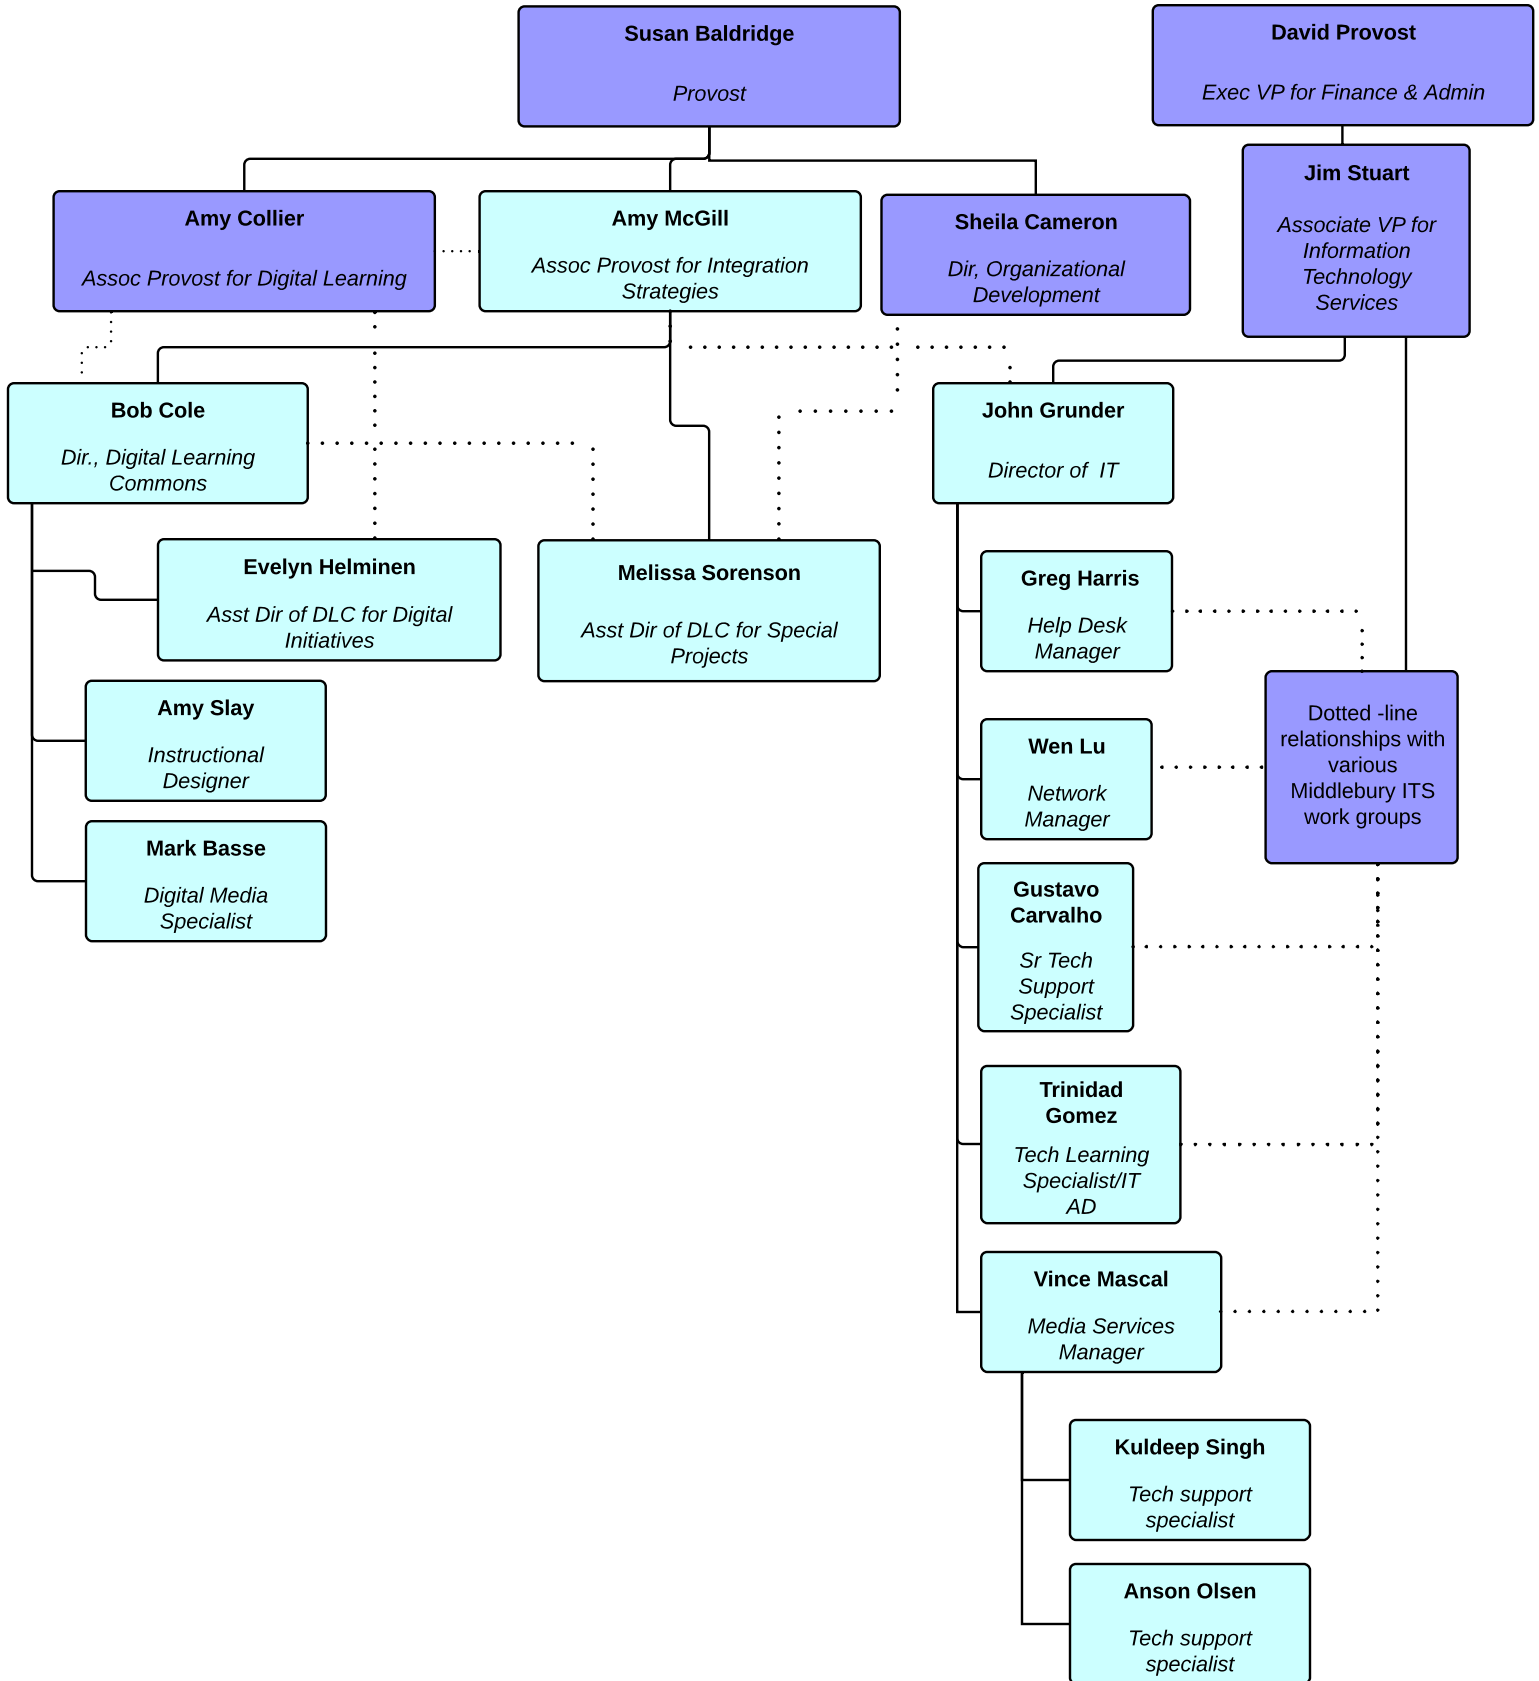 Susan Baldridge
Provost
David Provost
Exec VP for Finance & Admin
Jim Stuart
Associate VP for
Information
Technology
Services
Amy Collier
Assoc Provost for Digital Learning
Amy McGill
Assoc Provost for Integration
Strategies
Sheila Cameron
Dir, Organizational
Development
Bob Cole
Dir., Digital Learning
Commons
John Grunder
Director of  IT
Evelyn Helminen
Asst Dir of DLC for Digital
Initiatives
Melissa Sorenson
Asst Dir of DLC for Special
Projects
Greg Harris
Help Desk
Manager
Amy Slay
Instructional
Designer
Wen Lu
Network
Manager
Dotted -line
relationships with
various
Middlebury ITS
work groups
Mark Basse
Digital Media
Specialist
Gustavo
Carvalho
Sr Tech
Support
Specialist
Trinidad
Gomez
Tech Learning
Specialist/IT
AD
Vince Mascal
Media Services
Manager
Kuldeep Singh
Tech support
specialist
Anson Olsen
Tech support
specialist